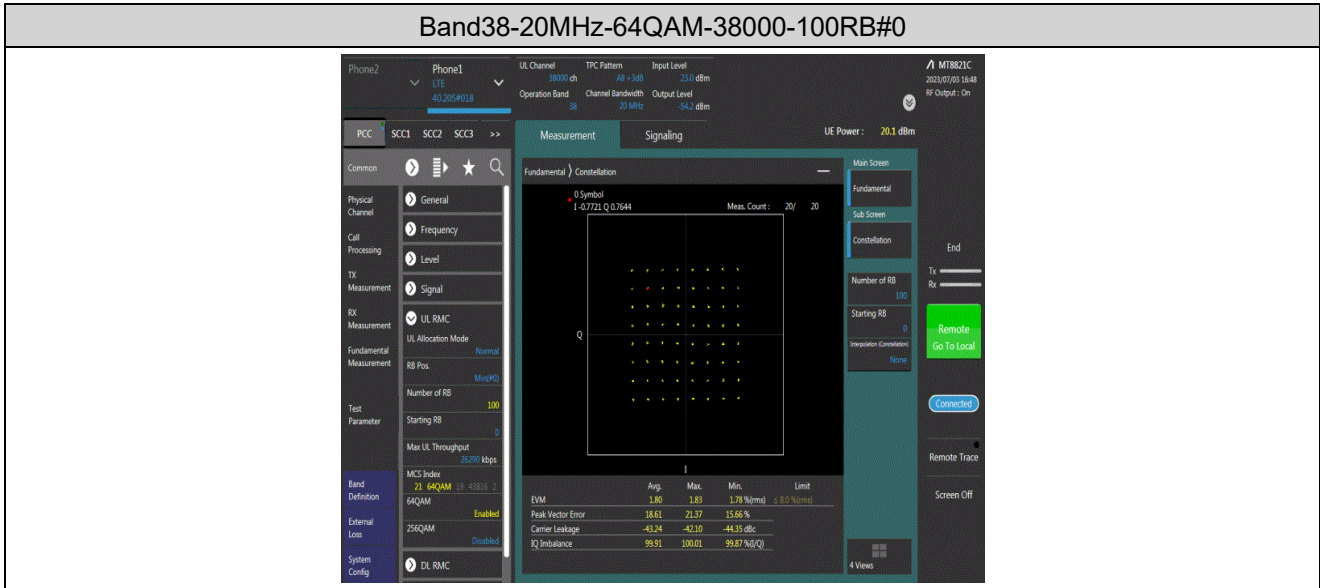 Band38-20MHz-64QAM-38000-100RB#0
Phone2
Phone1
LTE
40.20S#018
UL Channel
38000 ch
TPC Pattern
All +3dB
Input Level
23.0 dBm
Operation Band
38
Channel Bandwidth
20 MHz
Output Level
-54.2 dBm
MT8821C
2023/07/03 16:48
RF Output : On
PCC
SCC1
SCC2
SCC3
>>
Measurement
Signaling
UE Power : 20.1 dBm
Common
Physical
Channel
Call
Processing
TX
Measurement
RX
Measurement
Fundamental
Measurement
Test
Parameter
Band
Definition
External
Loss
System
Config
General
Frequency
Level
Signal
UL RMC
UL Allocation Mode
Normal
RB Pos.
Min(#0)
Number of RB
100
Starting RB
0
Max UL Throughput
26290 kbps
MCS Index
21 64QAM 19 43816 2
64QAM
Enabled
256QAM
Disabled
DL RMC
Fundamental 〉 Constellation
0 Symbol
I -0.7721 Q 0.7644
Meas. Count : 20/ 20
Q
I
Avg. Max. Min. Limit
EVM 1.80 1.83 1.78 %(rms) ≤ 8.0 %(rms)
Peak Vector Error 18.61 21.37 15.66 %
Carrier Leakage -43.24 -42.10 -44.35 dBc
IQ Imbalance 99.91 100.01 99.87 %(I/Q)
Main Screen
Fundamental
Sub Screen
Constellation
Number of RB
100
Starting RB
0
Interpolation (Constellation)
None
4 Views
End
Tx
Rx
Remote
Go To Local
Connected
Remote Trace
Screen Off